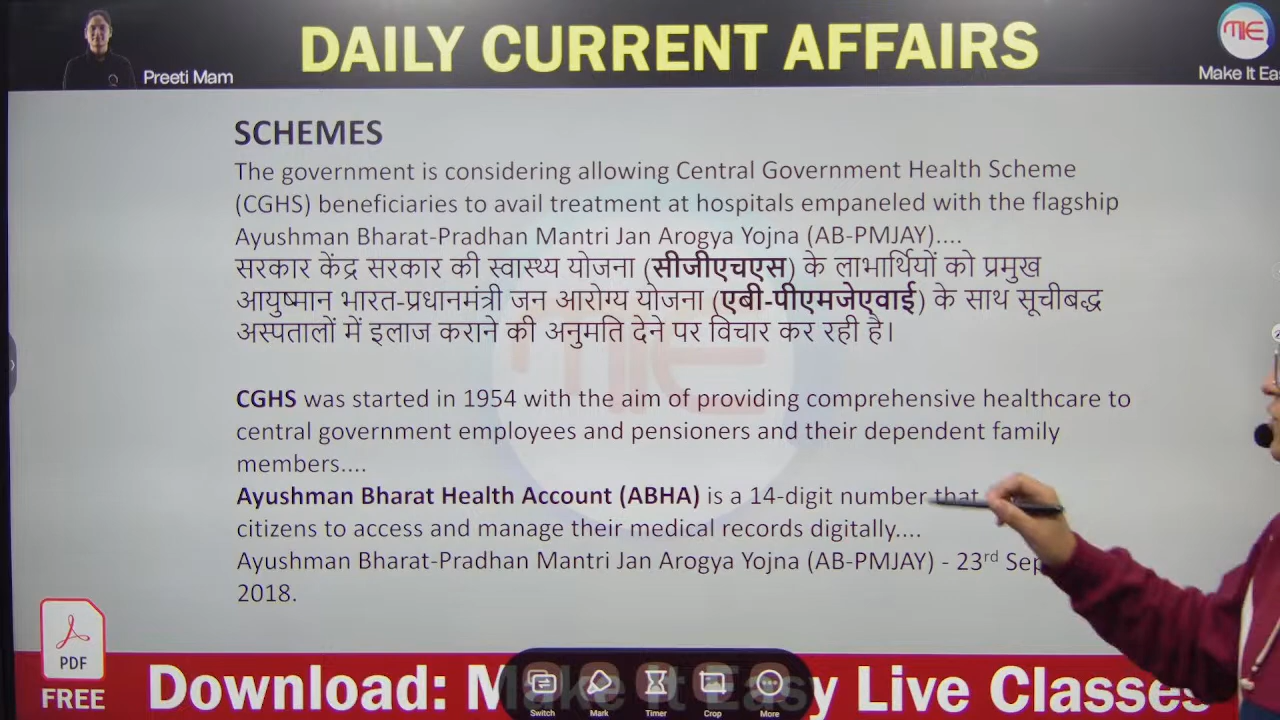 DAILY CURRENT AFFAIRS
Preeti Mam
MIE
Make It Eas
SCHEMES
The government is considering allowing Central Government Health Scheme
(CGHS) beneficiaries to avail treatment at hospitals empaneled with the flagship
Ayushman Bharat-Pradhan Mantri Jan Arogya Yojna (AB-PMJAY)....
सरकार केंद्र सरकार की स्वास्थ्य योजना (सीजीएचएस) के लाभार्थियों को प्रमुख
आयुष्मान भारत-प्रधानमंत्री जन आरोग्य योजना (एबी-पीएमजेएवाई) के साथ सूचीबद्ध
अस्पतालों में इलाज कराने की अनुमति देने पर विचार कर रही है।
CGHS was started in 1954 with the aim of providing comprehensive healthcare to
central government employees and pensioners and their dependent family
members....
Ayushman Bharat Health Account (ABHA) is a 14-digit number that
citizens to access and manage their medical records digitally....
Ayushman Bharat-Pradhan Mantri Jan Arogya Yojna (AB-PMJAY) - 23rd Sep
2018.
PDF
FREE
Download: Make It Easy Live Classes
Switch Mark Timer Crop More